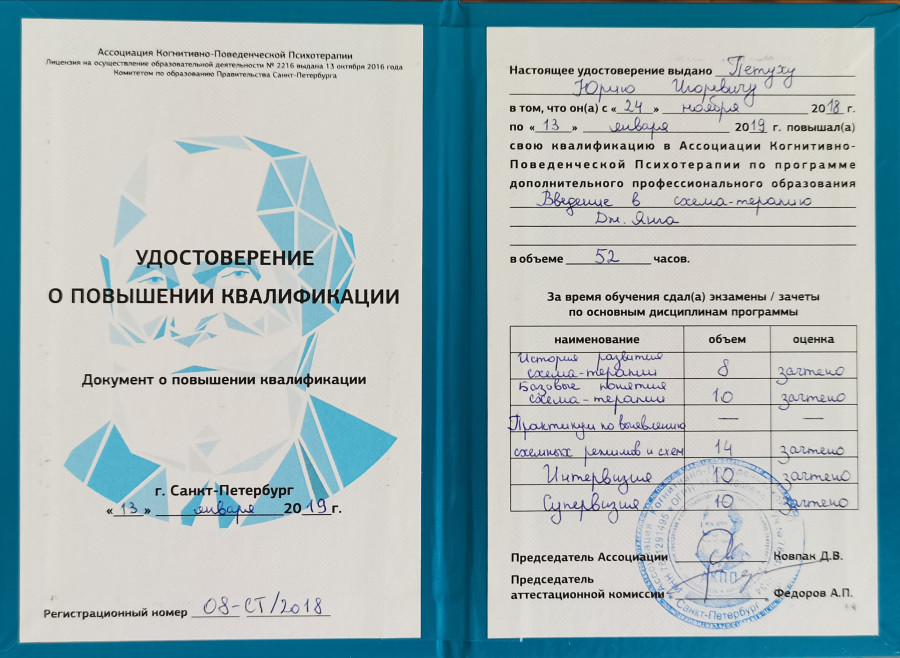 Ассоциация Когнитивно-Поведенческой Психотерапии
Лицензия на осуществление образовательной деятельности № 2216 выдана 13 октября 2016 года
Комитетом по образованию Правительства Санкт-Петербурга
УДОСТОВЕРЕНИЕ
О ПОВЫШЕНИИ КВАЛИФИКАЦИИ
Документ о повышении квалификации
г. Санкт-Петербург
« 13 » января 2019 г.
Регистрационный номер 08-СТ/2018
Настоящее удостоверение выдано Петуху
Юрию Игоревичу
в том, что он(а) с « 24 » ноября 2018 г.
по « 13 » января 2019 г. повышал(а)
свою квалификацию в Ассоциации Когнитивно-
Поведенческой Психотерапии по программе
дополнительного профессионального образования
Введение в схема-терапию
Дж. Янга
в объеме 52 часов.
За время обучения сдал(а) экзамены / зачеты
по основным дисциплинам программы
наименование объем оценка
История развития
схема-терапии 8 зачтено
Базовые понятия
схема-терапии 10 зачтено
Практикум по выявлению — —
схемных режимов и схем 14 зачтено
Интервизия 10 зачтено
Супервизия 10 зачтено
Председатель Ассоциации Ковпак Д.В.
Председатель
аттестационной комиссии Федоров А.П.
АКПП
Санкт-Петербург